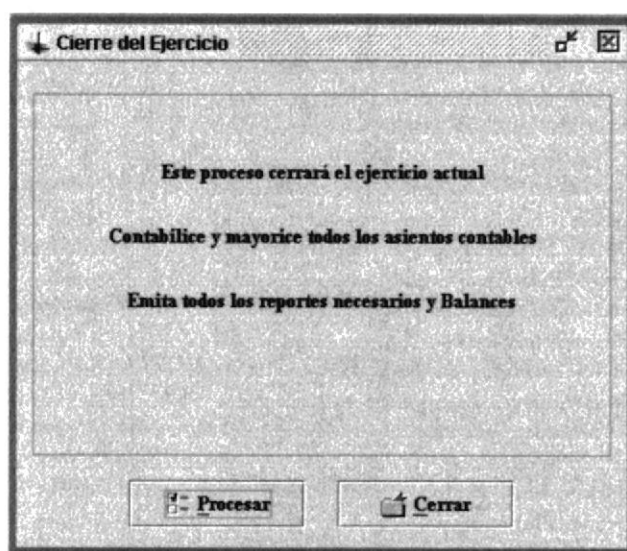 Cierre del Ejercicio
Este proceso cerrará el ejercicio actual
Contabilice y mayorice todos los asientos contables
Emita todos los reportes necesarios y Balances
Procesar
Cerrar